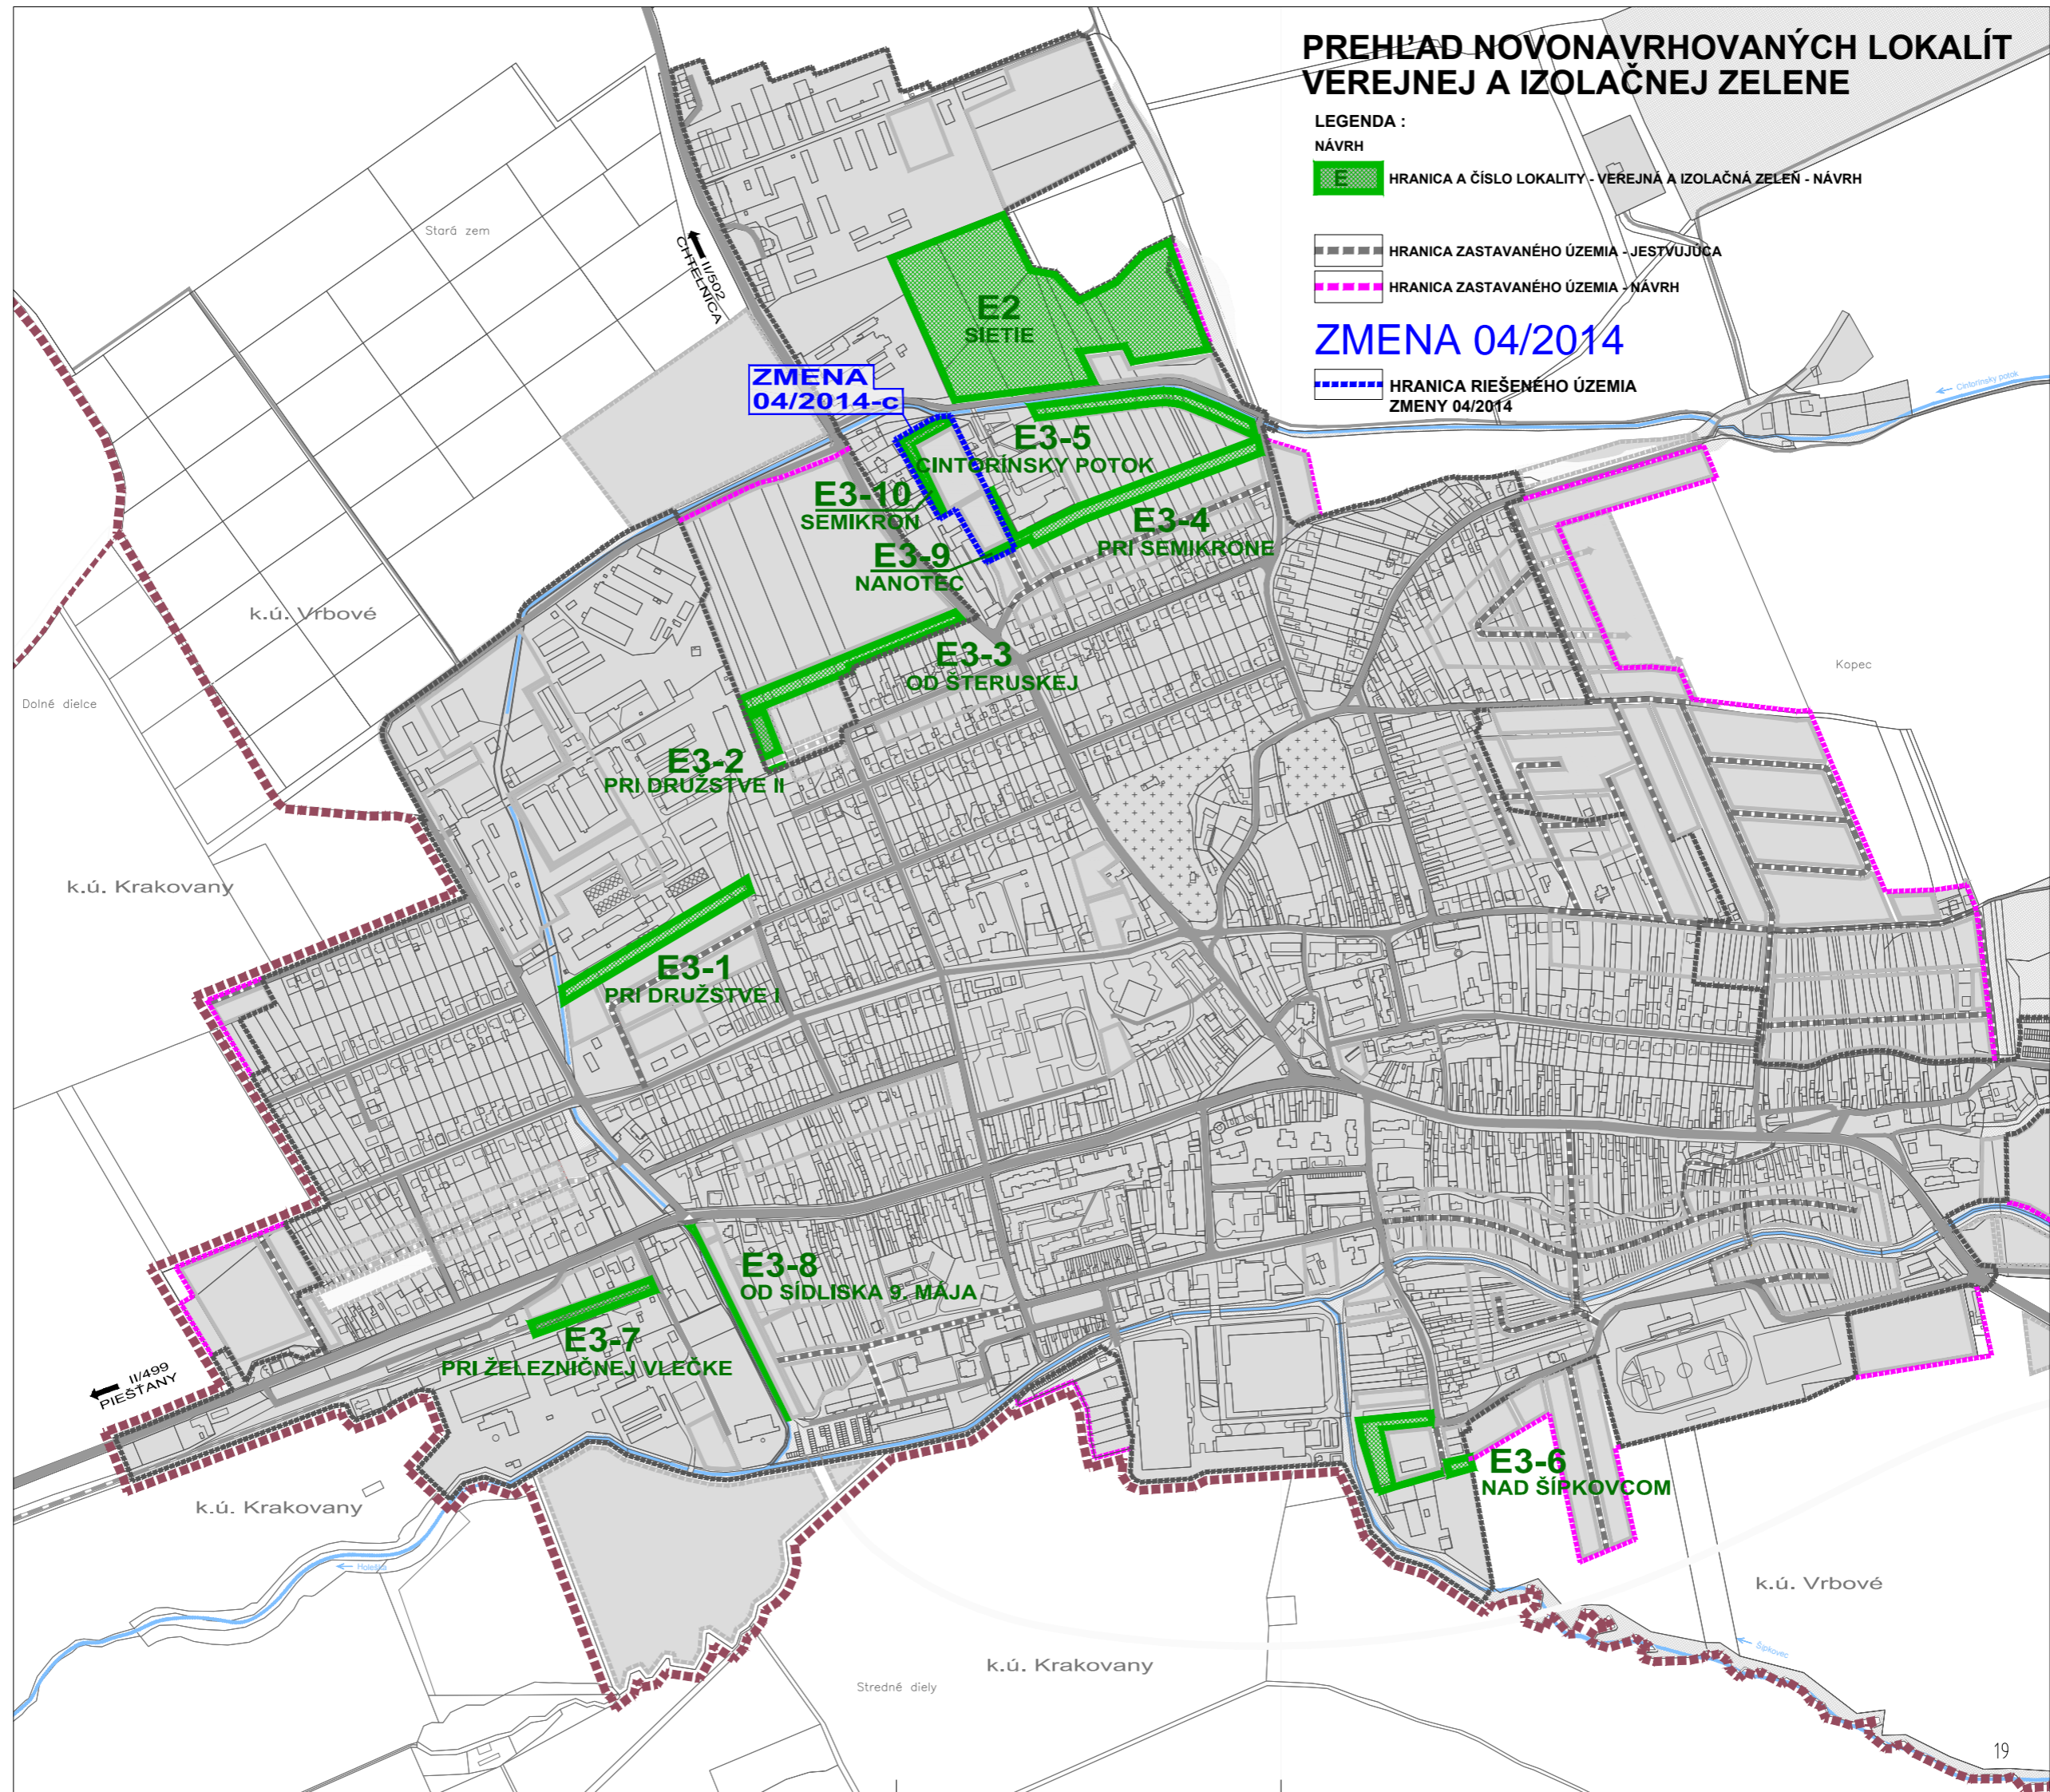 PREHĽAD NOVONAVRHOVANÝCH LOKALÍT
VEREJNEJ A IZOLAČNEJ ZELENE
LEGENDA :
NÁVRH
E
HRANICA A ČÍSLO LOKALITY - VEREJNÁ A IZOLAČNÁ ZELEŇ - NÁVRH
HRANICA ZASTAVANÉHO ÚZEMIA - JESTVUJÚCA
HRANICA ZASTAVANÉHO ÚZEMIA - NÁVRH
ZMENA 04/2014
HRANICA RIEŠENÉHO ÚZEMIA
ZMENY 04/2014
Cintorínsky potok
Stará zem
II/502
CHTELNICA
E2
SIETIE
ZMENA
04/2014-c
E3-5
CINTORÍNSKY POTOK
E3-10
SEMIKRON
E3-4
PRI SEMIKRONE
E3-9
NANOTEC
k.ú. Vrbové
E3-3
OD ŠTERUSKEJ
Kopec
Dolné dielce
E3-2
PRI DRUŽSTVE II
k.ú. Krakovany
E3-1
PRI DRUŽSTVE I
E3-8
OD SÍDLISKA 9. MÁJA
E3-7
PRI ŽELEZNIČNEJ VLEČKE
II/499
PIEŠŤANY
E3-6
NAD ŠÍPKOVCOM
k.ú. Krakovany
Holeška
k.ú. Vrbové
Šípkovec
k.ú. Krakovany
Stredné diely
19